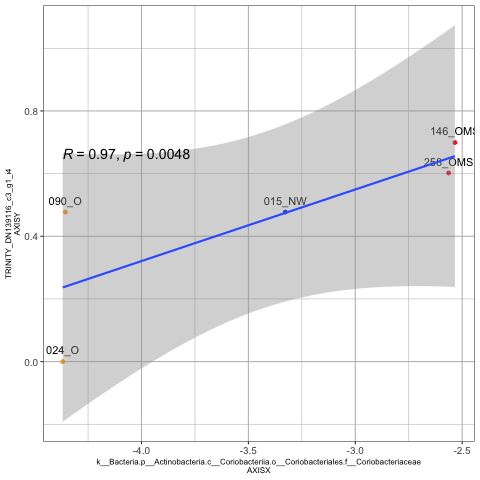 146_OMS
R = 0.97, p = 0.0048
258_OMS
090_O
015_NW
024_O
0.8
0.4
0.0
TRINITY_DN139116_c3_g1_i4
AXISY
-4.0
-3.5
-3.0
-2.5
k__Bacteria.p__Actinobacteria.c__Coriobacteriia.o__Coriobacteriales.f__Coriobacteriaceae
AXISX